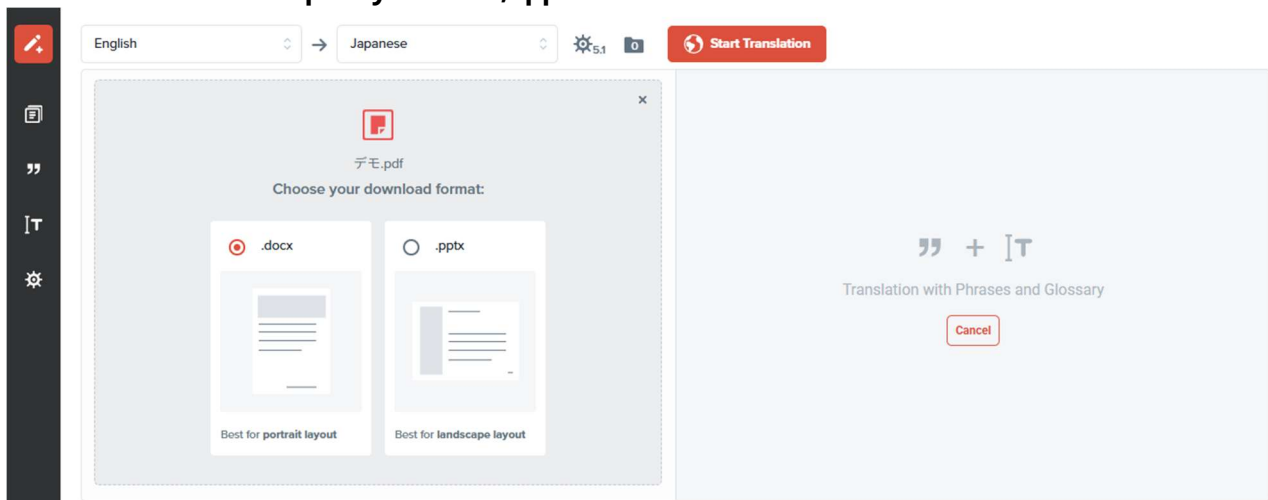 English
Japanese
5.1
0
Start Translation
デモ.pdf
Choose your download format:
.docx
.pptx
Best for portrait layout
Best for landscape layout
Translation with Phrases and Glossary
Cancel